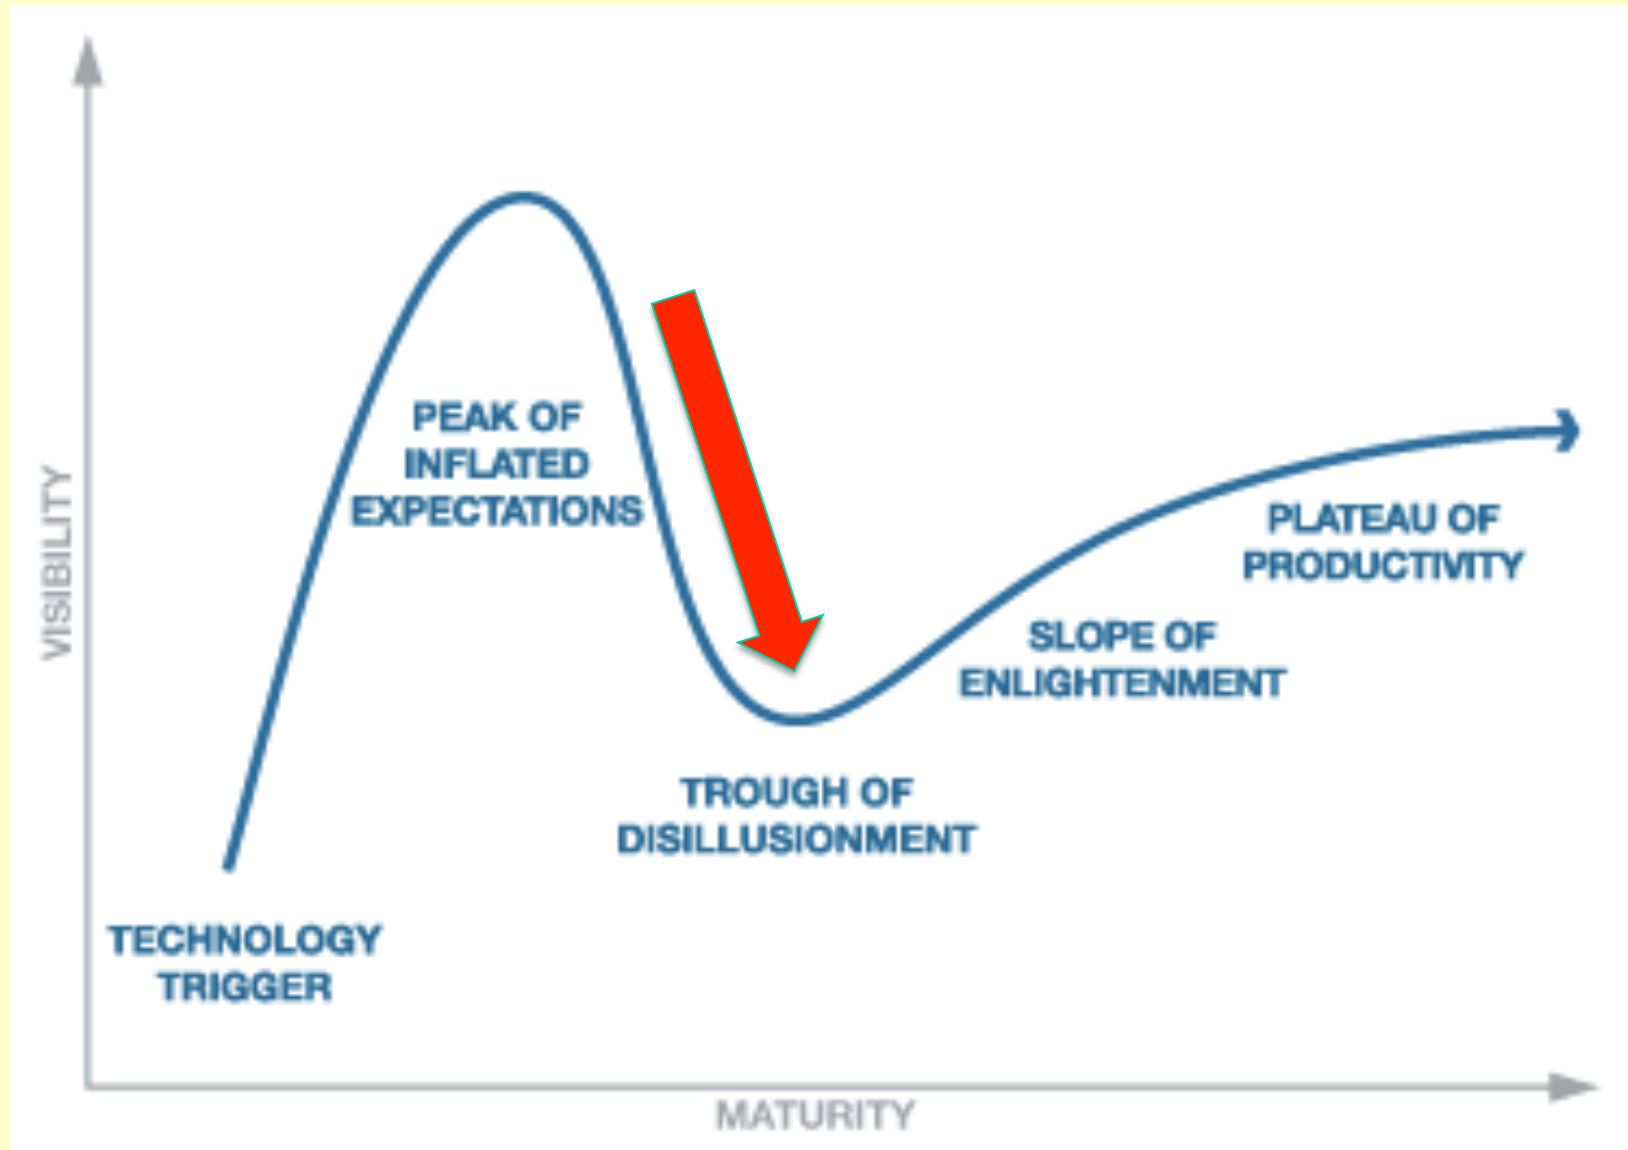 PEAK OF
INFLATED
EXPECTATIONS
PLATEAU OF
PRODUCTIVITY
VISIBILITY
SLOPE OF
ENLIGHTENMENT
TROUGH OF
DISILLUSIONMENT
TECHNOLOGY
TRIGGER
MATURITY